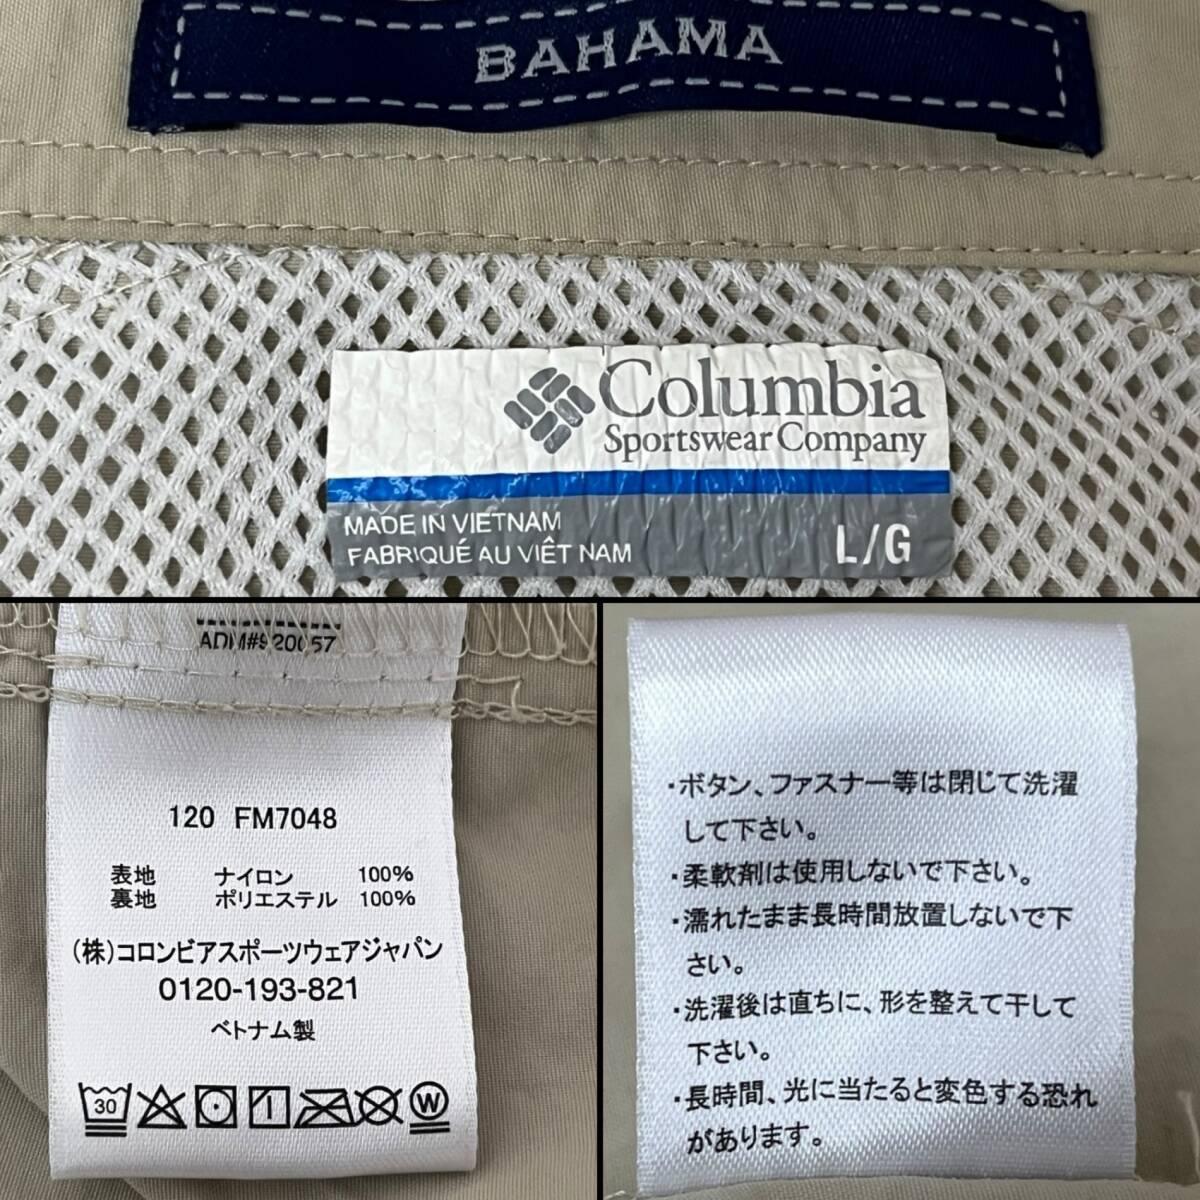 BAHAMA
Columbia
Sportswear Company
MADE IN VIETNAM
FABRIQUÉ AU VIÊT NAM
L/G
ADM#920057
120 FM7048
表地 ナイロン 100%
裏地 ポリエステル 100%
(株)コロンビアスポーツウェアジャパン
0120-193-821
ベトナム製
30
W
・ボタン、ファスナー等は閉じて洗濯
して下さい。
・柔軟剤は使用しないで下さい。
・濡れたまま長時間放置しないで下
さい。
・洗濯後は直ちに、形を整えて干して
下さい。
・長時間、光に当たると変色する恐れ
があります。